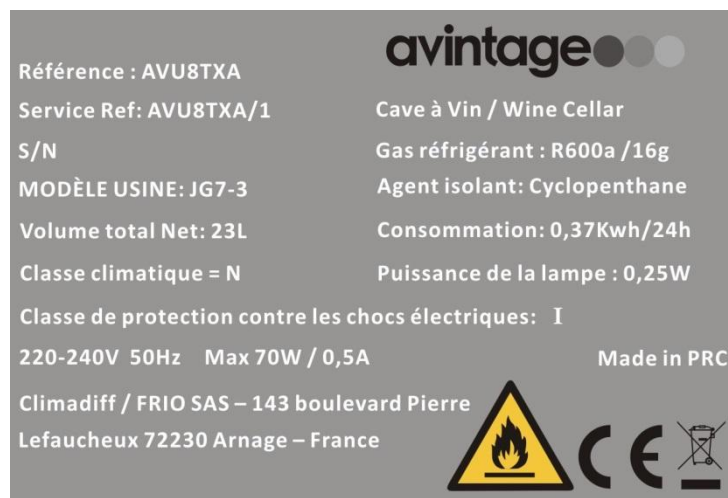 avintage
Référence : AVU8TXA
Service Ref: AVU8TXA/1
Cave à Vin / Wine Cellar
S/N
Gas réfrigérant : R600a /16g
MODÈLE USINE: JG7-3
Agent isolant: Cyclopenthane
Volume total Net: 23L
Consommation: 0,37Kwh/24h
Classe climatique = N
Puissance de la lampe : 0,25W
Classe de protection contre les chocs électriques: I
220-240V 50Hz Max 70W / 0,5A
Made in PRC
Climadiff / FRIO SAS – 143 boulevard Pierre
Lefaucheux 72230 Arnage – France
CE